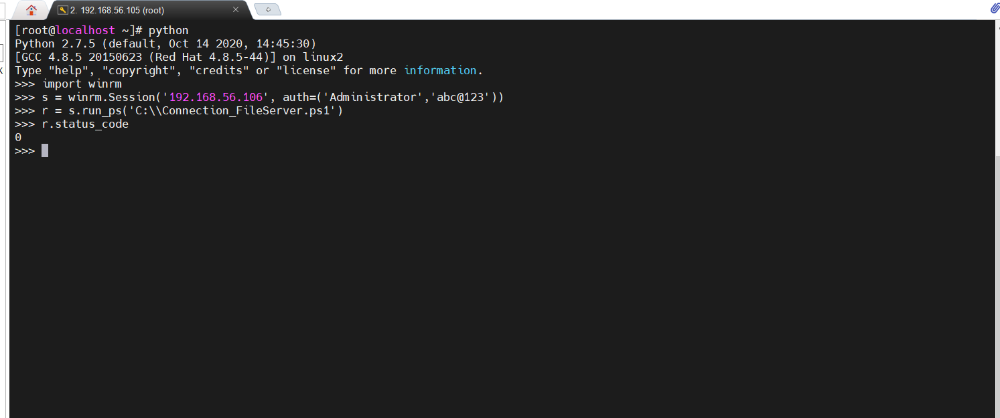 2. 192.168.56.105 (root)
[root@localhost ~]# python
Python 2.7.5 (default, Oct 14 2020, 14:45:30)
[GCC 4.8.5 20150623 (Red Hat 4.8.5-44)] on linux2
Type "help", "copyright", "credits" or "license" for more information.
>>> import winrm
>>> s = winrm.Session('192.168.56.106', auth=('Administrator','abc@123'))
>>> r = s.run_ps('C:\\Connection_FileServer.ps1')
>>> r.status_code
0
>>>